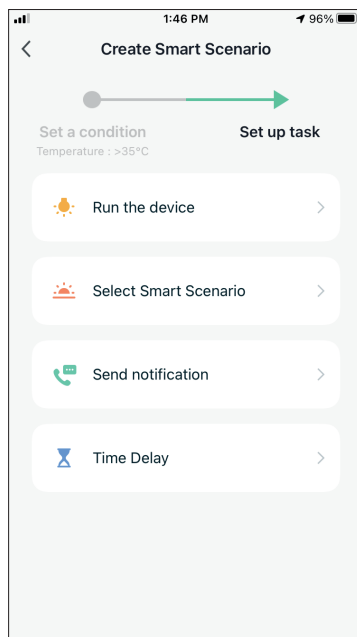 1:46 PM
96%
Create Smart Scenario
Set a condition
Set up task
Temperature : >35°C
Run the device
Select Smart Scenario
Send notification
Time Delay